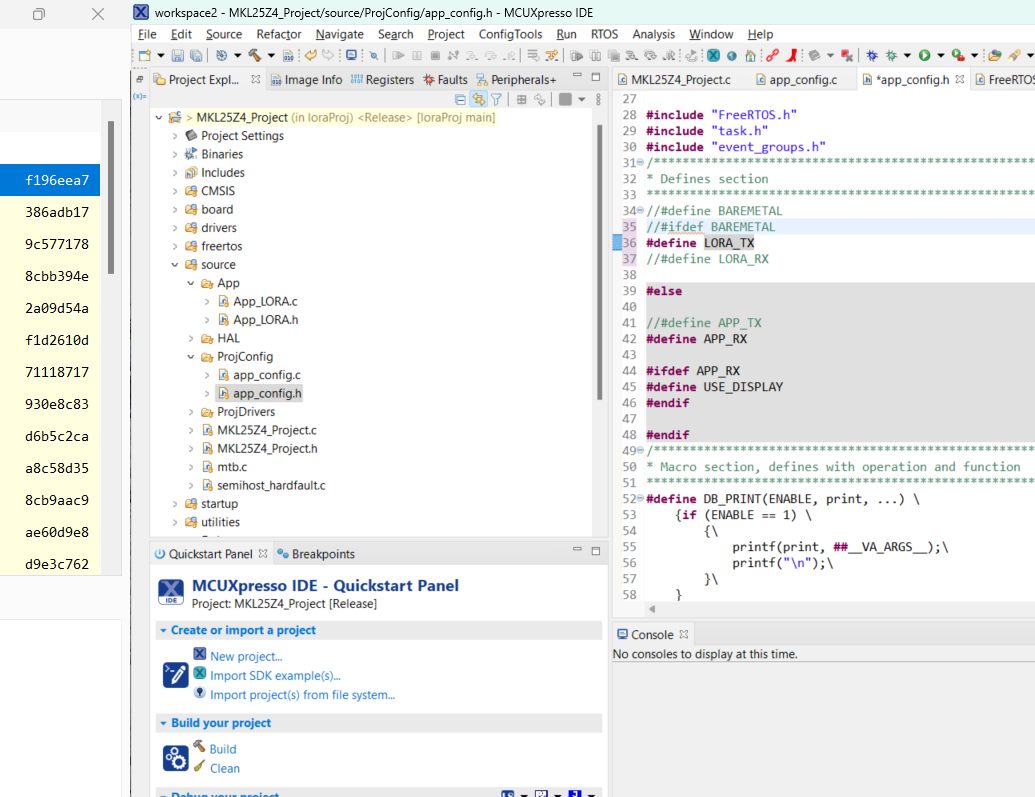 f196eea7
386adb17
9c577178
8cbb394e
2a09d54a
f1d2610d
71118717
930e8c83
d6b5c2ca
a8c58d35
8cb9aac9
ae60d9e8
d9e3c762
workspace2 - MKL25Z4_Project/source/ProjConfig/app_config.h - MCUXpresso IDE
File Edit Source Refactor Navigate Search Project ConfigTools Run RTOS Analysis Window Help
Project Expl... Image Info Registers Faults Peripherals+
> MKL25Z4_Project (in loraProj) <Release> [loraProj main]
Project Settings
Binaries
Includes
CMSIS
board
drivers
freertos
source
App
App_LORA.c
App_LORA.h
HAL
ProjConfig
app_config.c
app_config.h
ProjDrivers
MKL25Z4_Project.c
MKL25Z4_Project.h
mtb.c
semihost_hardfault.c
startup
utilities
Quickstart Panel Breakpoints
IDE
MCUXpresso IDE - Quickstart Panel
Project: MKL25Z4_Project [Release]
Create or import a project
New project...
Import SDK example(s)...
Import project(s) from file system...
Build your project
Build
Clean
Debug your project
MKL25Z4_Project.c app_config.c *app_config.h FreeRTOS
27
28 #include "FreeRTOS.h"
29 #include "task.h"
30 #include "event_groups.h"
31 /*******************************************************
32 * Defines section
33 *******************************************************
34 //#define BAREMETAL
35 //#ifdef BAREMETAL
36 #define LORA_TX
37 //#define LORA_RX
38
39 #else
40
41 //#define APP_TX
42 #define APP_RX
43
44 #ifdef APP_RX
45 #define USE_DISPLAY
46 #endif
47
48 #endif
49 /*******************************************************
50 * Macro section, defines with operation and function
51 *******************************************************
52 #define DB_PRINT(ENABLE, print, ...) \
53 {if (ENABLE == 1) \
54 {\
55 printf(print, ##__VA_ARGS__);\
56 printf("\n");\
57 }\
58 }
Console
No consoles to display at this time.